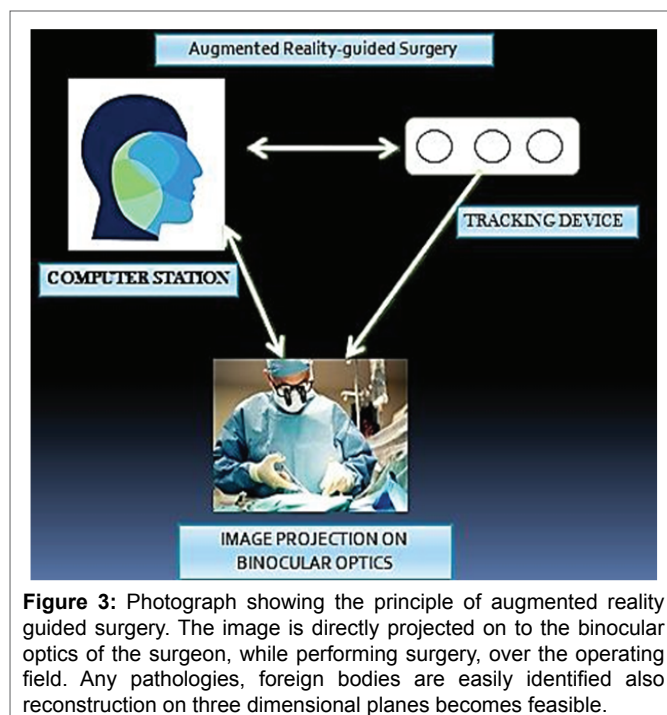 Augmented Reality-guided Surgery
TRACKING DEVICE
COMPUTER STATION
IMAGE PROJECTION ON
BINOCULAR OPTICS
Figure 3: Photograph showing the principle of augmented reality
guided surgery. The image is directly projected on to the binocular
optics of the surgeon, while performing surgery, over the operating
field. Any pathologies, foreign bodies are easily identified also
reconstruction on three dimensional planes becomes feasible.